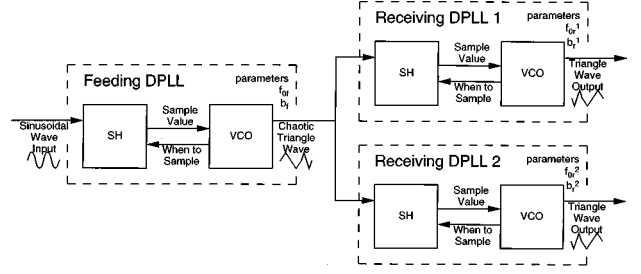 Feeding DPLL
parameters
f0f
bf
Sinusoidal
Wave
Input
SH
Sample
Value
When to
Sample
VCO
Chaotic
Triangle
Wave
Receiving DPLL 1
parameters
f0r1
br1
SH
Sample
Value
When to
Sample
VCO
Triangle
Wave
Output
Receiving DPLL 2
parameters
f0r2
br2
SH
Sample
Value
When to
Sample
VCO
Triangle
Wave
Output